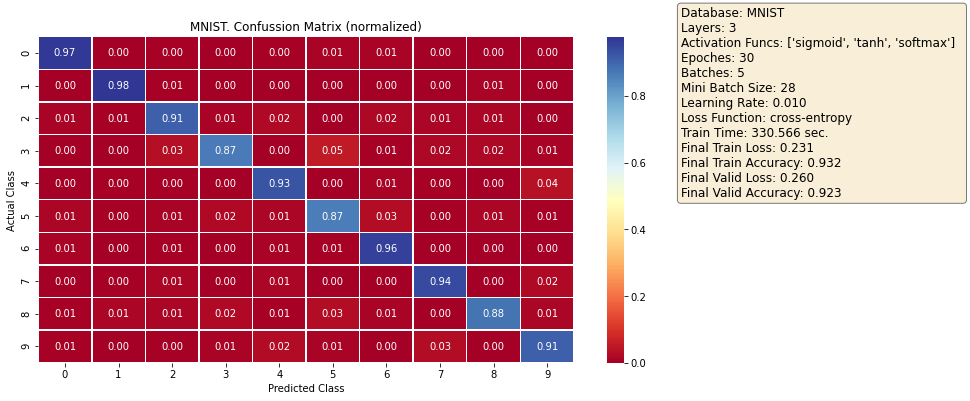 MNIST. Confussion Matrix (normalized)
0 0.97 0.00 0.00 0.00 0.00 0.01 0.01 0.00 0.00 0.00
1 0.00 0.98 0.01 0.00 0.00 0.00 0.00 0.00 0.01 0.00
2 0.01 0.01 0.91 0.01 0.02 0.00 0.02 0.01 0.01 0.00
3 0.00 0.00 0.03 0.87 0.00 0.05 0.01 0.02 0.02 0.01
4 0.00 0.00 0.00 0.00 0.93 0.00 0.01 0.00 0.00 0.04
5 0.01 0.00 0.01 0.02 0.01 0.87 0.03 0.00 0.01 0.01
6 0.01 0.00 0.01 0.00 0.01 0.01 0.96 0.00 0.00 0.00
7 0.00 0.00 0.01 0.01 0.01 0.00 0.00 0.94 0.00 0.02
8 0.01 0.01 0.01 0.02 0.01 0.03 0.01 0.00 0.88 0.01
9 0.01 0.00 0.00 0.01 0.02 0.01 0.00 0.03 0.00 0.91
0 1 2 3 4 5 6 7 8 9
Actual Class
Predicted Class
0.8
0.6
0.4
0.2
0.0
Database: MNIST
Layers: 3
Activation Funcs: ['sigmoid', 'tanh', 'softmax']
Epoches: 30
Batches: 5
Mini Batch Size: 28
Learning Rate: 0.010
Loss Function: cross-entropy
Train Time: 330.566 sec.
Final Train Loss: 0.231
Final Train Accuracy: 0.932
Final Valid Loss: 0.260
Final Valid Accuracy: 0.923